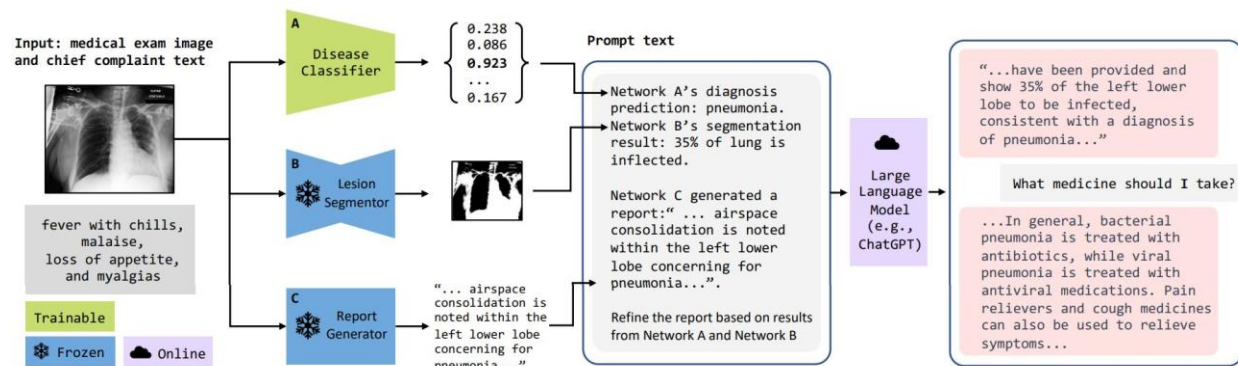 Input: medical exam image
and chief complaint text
fever with chills,
malaise,
loss of appetite,
and myalgias
Trainable
Frozen
Online
A
Disease
Classifier
0.238
0.086
0.923
...
0.167
B
Lesion
Segmentor
C
Report
Generator
“... airspace
consolidation is
noted within the
left lower lobe
concerning for
pneumonia...”
Prompt text
Network A’s diagnosis
prediction: pneumonia.
Network B’s segmentation
result: 35% of lung is
inflected.
Network C generated a
report:“ ... airspace
consolidation is noted
within the left lower
lobe concerning for
pneumonia...”.
Refine the report based on results
from Network A and Network B
Large
Language
Model
(e.g.,
ChatGPT)
“...have been provided and
show 35% of the left lower
lobe to be infected,
consistent with a diagnosis
of pneumonia...”
What medicine should I take?
...In general, bacterial
pneumonia is treated with
antibiotics, while viral
pneumonia is treated with
antiviral medications. Pain
relievers and cough medicines
can also be used to relieve
symptoms...